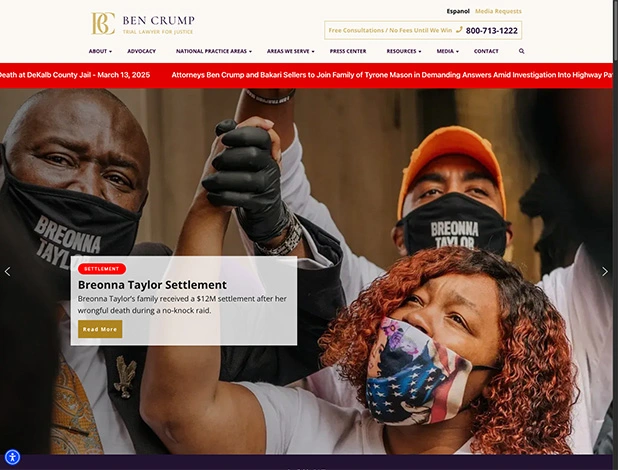 Espanol Media Requests
BEN CRUMP
TRIAL LAWYER FOR JUSTICE
Free Consultations / No Fees Until We Win 800-713-1222
ABOUT ADVOCACY NATIONAL PRACTICE AREAS AREAS WE SERVE PRESS CENTER RESOURCES MEDIA CONTACT
Death at DeKalb County Jail - March 13, 2025 Attorneys Ben Crump and Bakari Sellers to Join Family of Tyrone Mason in Demanding Answers Amid Investigation Into Highway
BREONNA
TAYLOR
BREONNA
TAYLOR
SETTLEMENT
Breonna Taylor Settlement
Breonna Taylor's family received a $12M settlement after her
wrongful death during a no-knock raid.
Read More